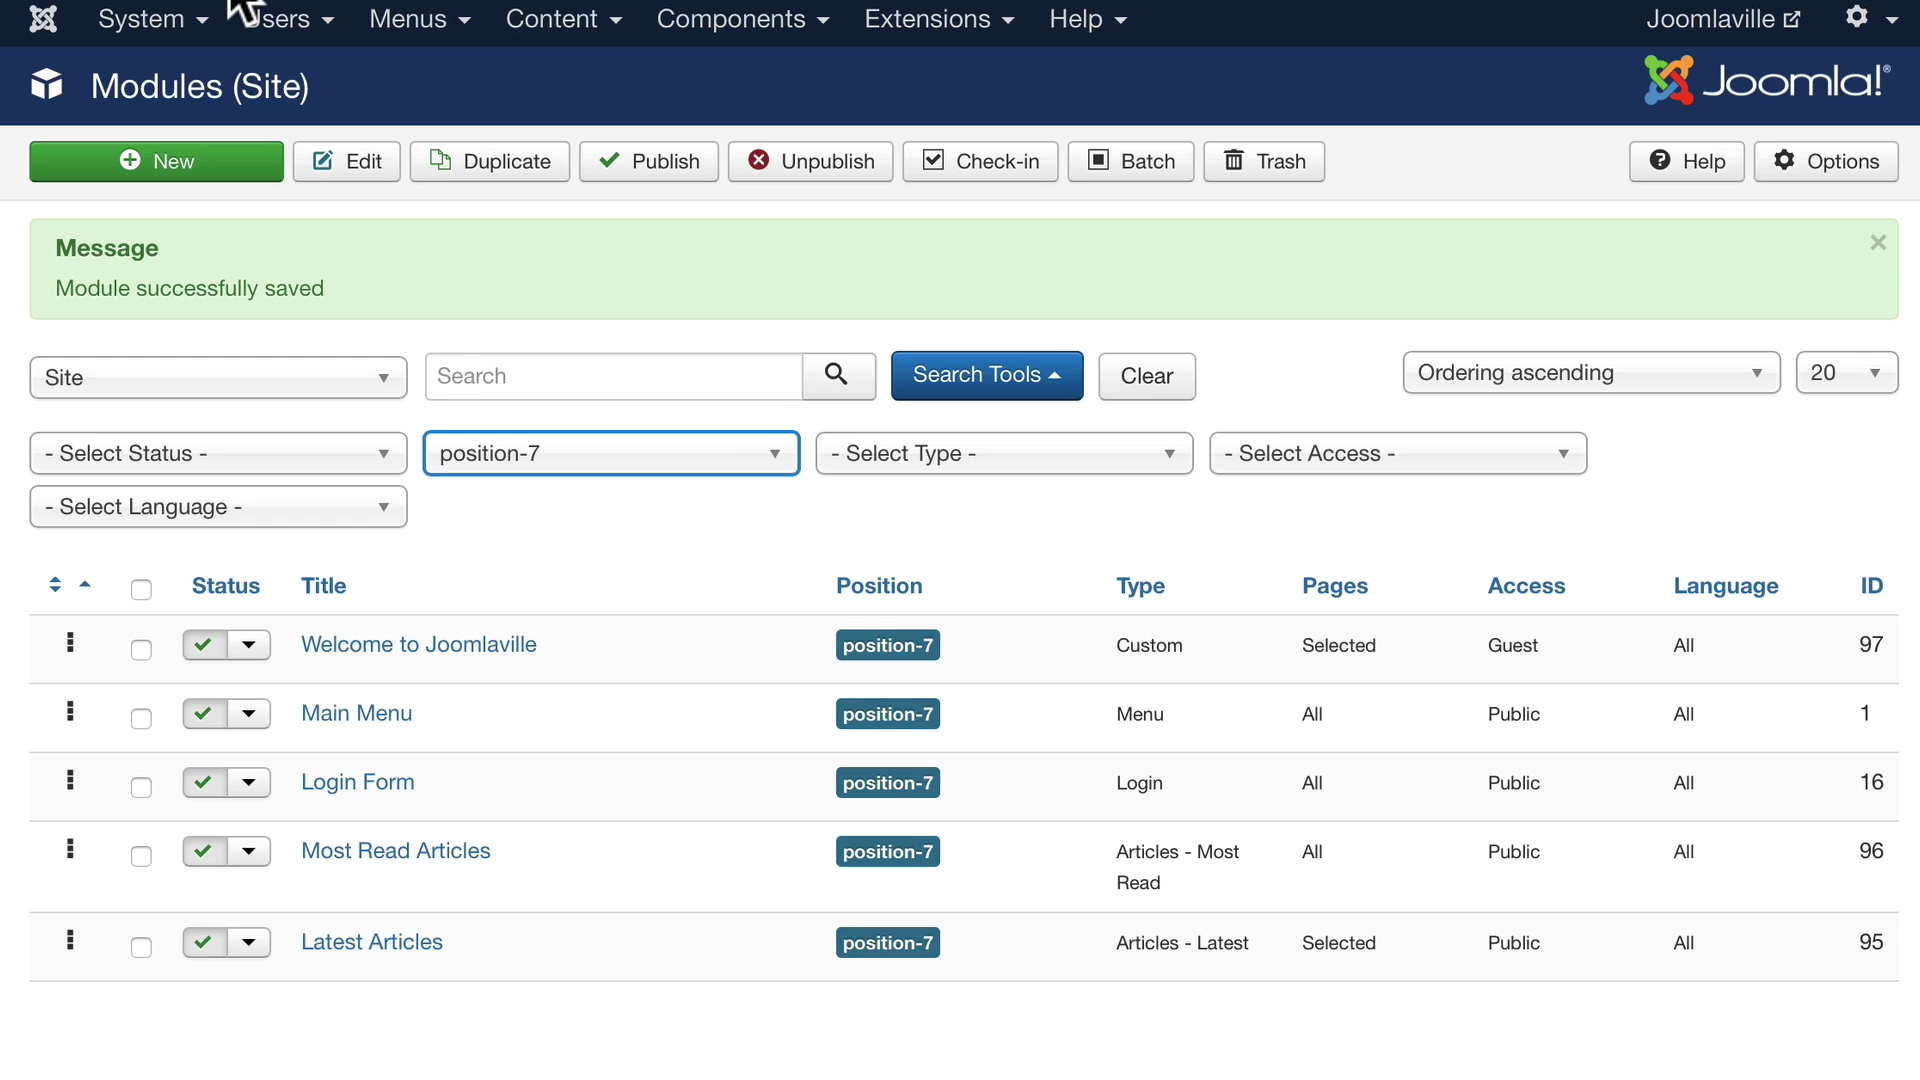 System Users Menus Content Components Extensions Help Joomlaville
Modules (Site) Joomla!®
New Edit Duplicate Publish Unpublish Check-in Batch Trash Help Options
Message
Module successfully saved
Site Search Search Tools Clear Ordering ascending 20
- Select Status - position-7 - Select Type - - Select Access -
- Select Language -
Status Title Position Type Pages Access Language ID
Welcome to Joomlaville position-7 Custom Selected Guest All 97
Main Menu position-7 Menu All Public All 1
Login Form position-7 Login All Public All 16
Most Read Articles position-7 Articles - Most All Public All 96
Read
Latest Articles position-7 Articles - Latest Selected Public All 95